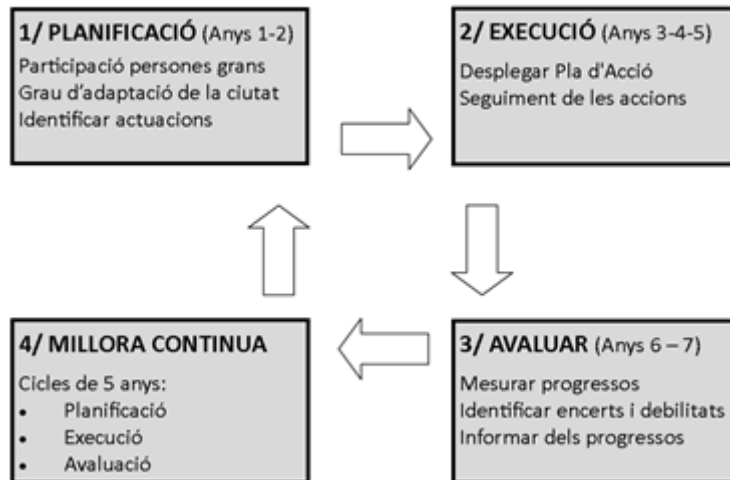 1/ PLANIFICACIÓ (Anys 1-2)
Participació persones grans
Grau d'adaptació de la ciutat
Identificar actuacions
2/ EXECUCIÓ (Anys 3-4-5)
Desplegar Pla d'Acció
Seguiment de les accions
3/ AVALUAR (Anys 6 – 7)
Mesurar progressos
Identificar encerts i debilitats
Informar dels progressos
4/ MILLORA CONTINUA
Cicles de 5 anys:
• Planificació
• Execució
• Avaluació